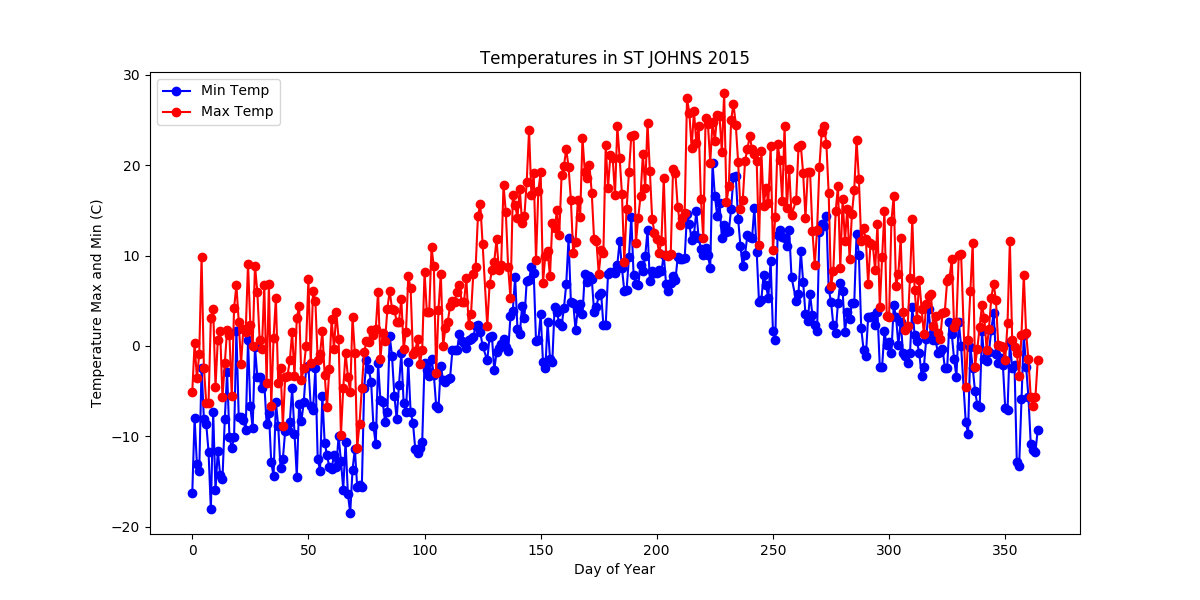 Temperatures in ST JOHNS 2015
Min Temp
Max Temp
Temperature Max and Min (C)
30
20
10
0
−10
−20
0 50 100 150 200 250 300 350
Day of Year